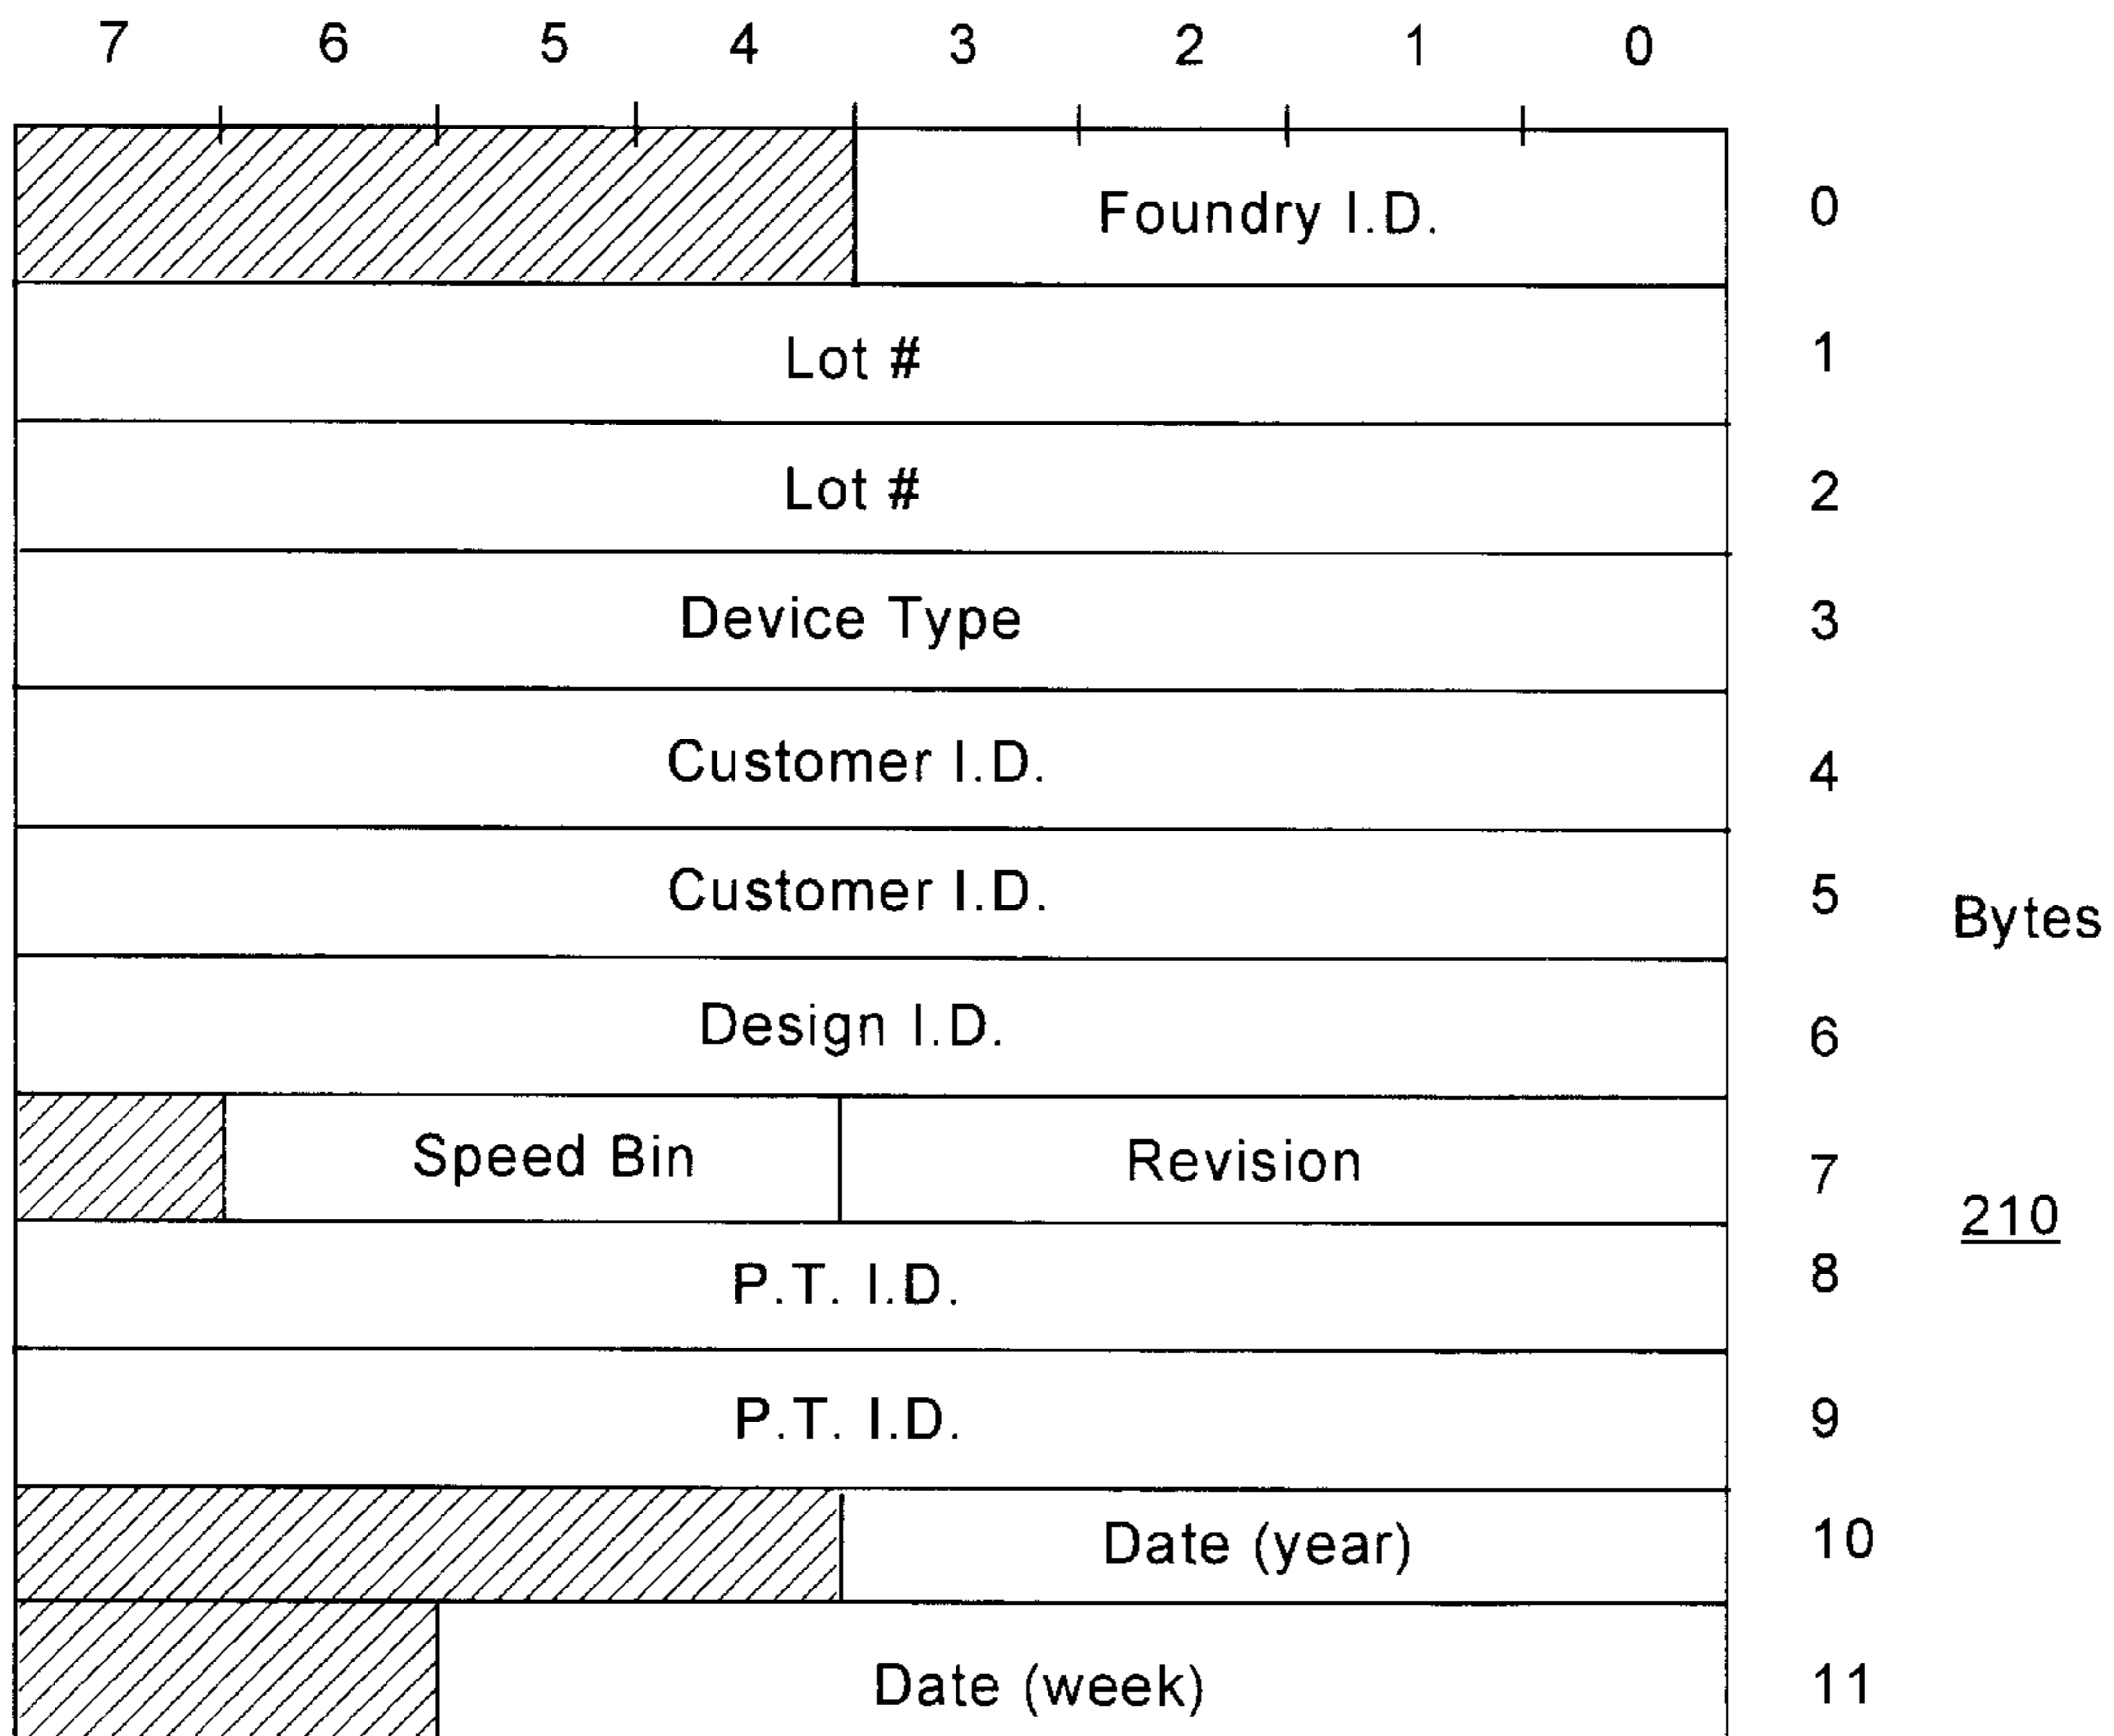 7 6 5 4 3 2 1 0
Foundry I.D. 0
Lot # 1
Lot # 2
Device Type 3
Customer I.D. 4
Customer I.D. 5
Bytes
Design I.D. 6
Speed Bin Revision 7
210
P.T. I.D. 8
P.T. I.D. 9
Date (year) 10
Date (week) 11